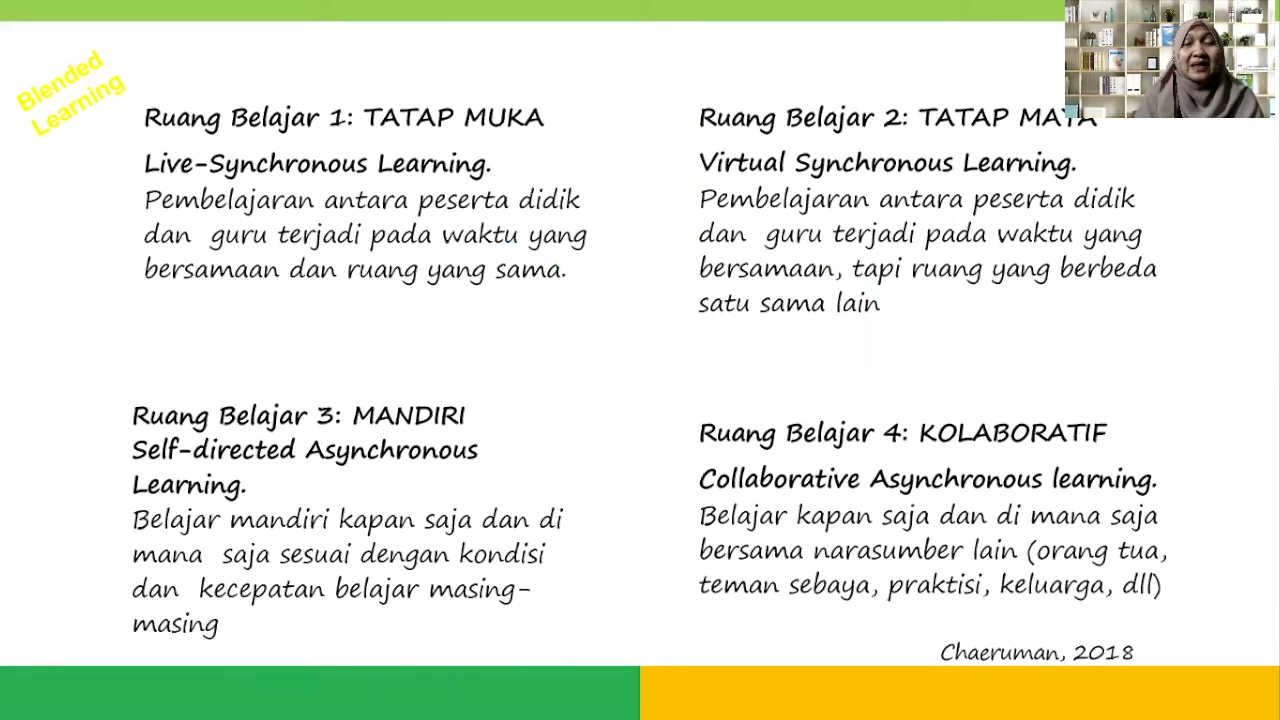 Blended
Learning
Ruang Belajar 1: TATAP MUKA
Live-Synchronous Learning.
Pembelajaran antara peserta didik
dan guru terjadi pada waktu yang
bersamaan dan ruang yang sama.
Ruang Belajar 2: TATAP MATA
Virtual Synchronous Learning.
Pembelajaran antara peserta didik
dan guru terjadi pada waktu yang
bersamaan, tapi ruang yang berbeda
satu sama lain
Ruang Belajar 3: MANDIRI
Self-directed Asynchronous
Learning.
Belajar mandiri kapan saja dan di
mana saja sesuai dengan kondisi
dan kecepatan belajar masing-
masing
Ruang Belajar 4: KOLABORATIF
Collaborative Asynchronous learning.
Belajar kapan saja dan di mana saja
bersama narasumber lain (orang tua,
teman sebaya, praktisi, keluarga, dll)
Chaeruman, 2018